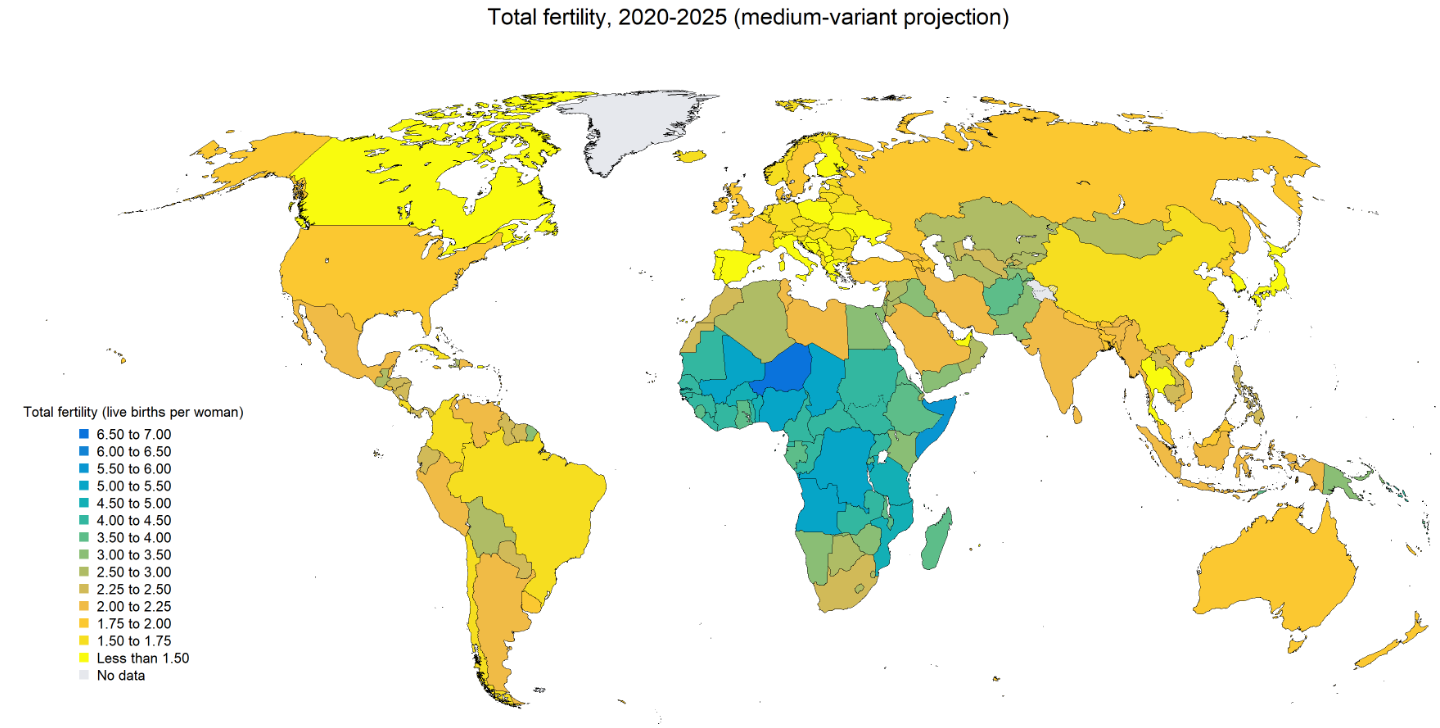 Total fertility, 2020-2025 (medium-variant projection)
Total fertility (live births per woman)
6.50 to 7.00
6.00 to 6.50
5.50 to 6.00
5.00 to 5.50
4.50 to 5.00
4.00 to 4.50
3.50 to 4.00
3.00 to 3.50
2.50 to 3.00
2.25 to 2.50
2.00 to 2.25
1.75 to 2.00
1.50 to 1.75
Less than 1.50
No data